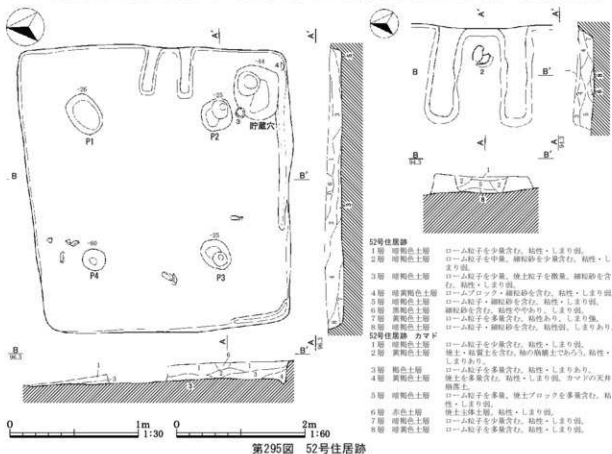 A'
A'
-26
-25
-44
4
P1
P2
3
貯蔵穴
B
B'
-60
-25
P4
P3
A
A
B
96.3
B'
0 1m 1:30
0 2m 1:60
B
B'
2
A
A
B
94.3
B'
52号住居跡
1層 暗褐色土層 ローム粒子を少量含む。粘性・しまり弱。
2層 暗褐色土層 ローム粒子を中量、細粒砂を少量含む。粘性・し
まり弱。
3層 暗褐色土層 ローム粒子を少量、焼土粒子を微量、細粒砂を含
む。粘性・しまり弱。
4層 暗黄褐色土層 ロームブロック・細粒砂を含む。粘性・しまり弱
5層 暗褐色土層 ローム粒子・細粒砂を含む。粘性・しまり弱。
6層 黒褐色土層 細粒砂を含む。粘性ややあり、しまり弱。
7層 黄褐色土層 ローム粒子を多量含む。粘性あり、しまり強。
8層 暗褐色土層 ローム粒子・細粒砂を含む。粘性弱、しまりあり。
52号住居跡 カマド
1層 暗褐色土層 ローム粒子を少量含む。粘性・しまり弱。
2層 黄褐色土層 焼土・粘質土を含む。袖の崩壊土であろう。粘性・
しまりあり。
3層 褐色土層 ローム粒子を多量含む。粘性・しまりあり。
4層 黄褐色土層 焼土を多量含む。粘性・しまり弱。カマドの天井
崩落土。
5層 暗褐色土層 ローム粒子を多量、焼土ブロックを多量含む。粘
性・しまり弱。
6層 赤色土層 焼土主体土層。粘性・しまり弱。
7層 暗褐色土層 ローム粒子を少量含む。粘性・しまり弱。
8層 暗黄色土層 ローム粒子を多量含む。粘性・しまり弱。
第295図 52号住居跡